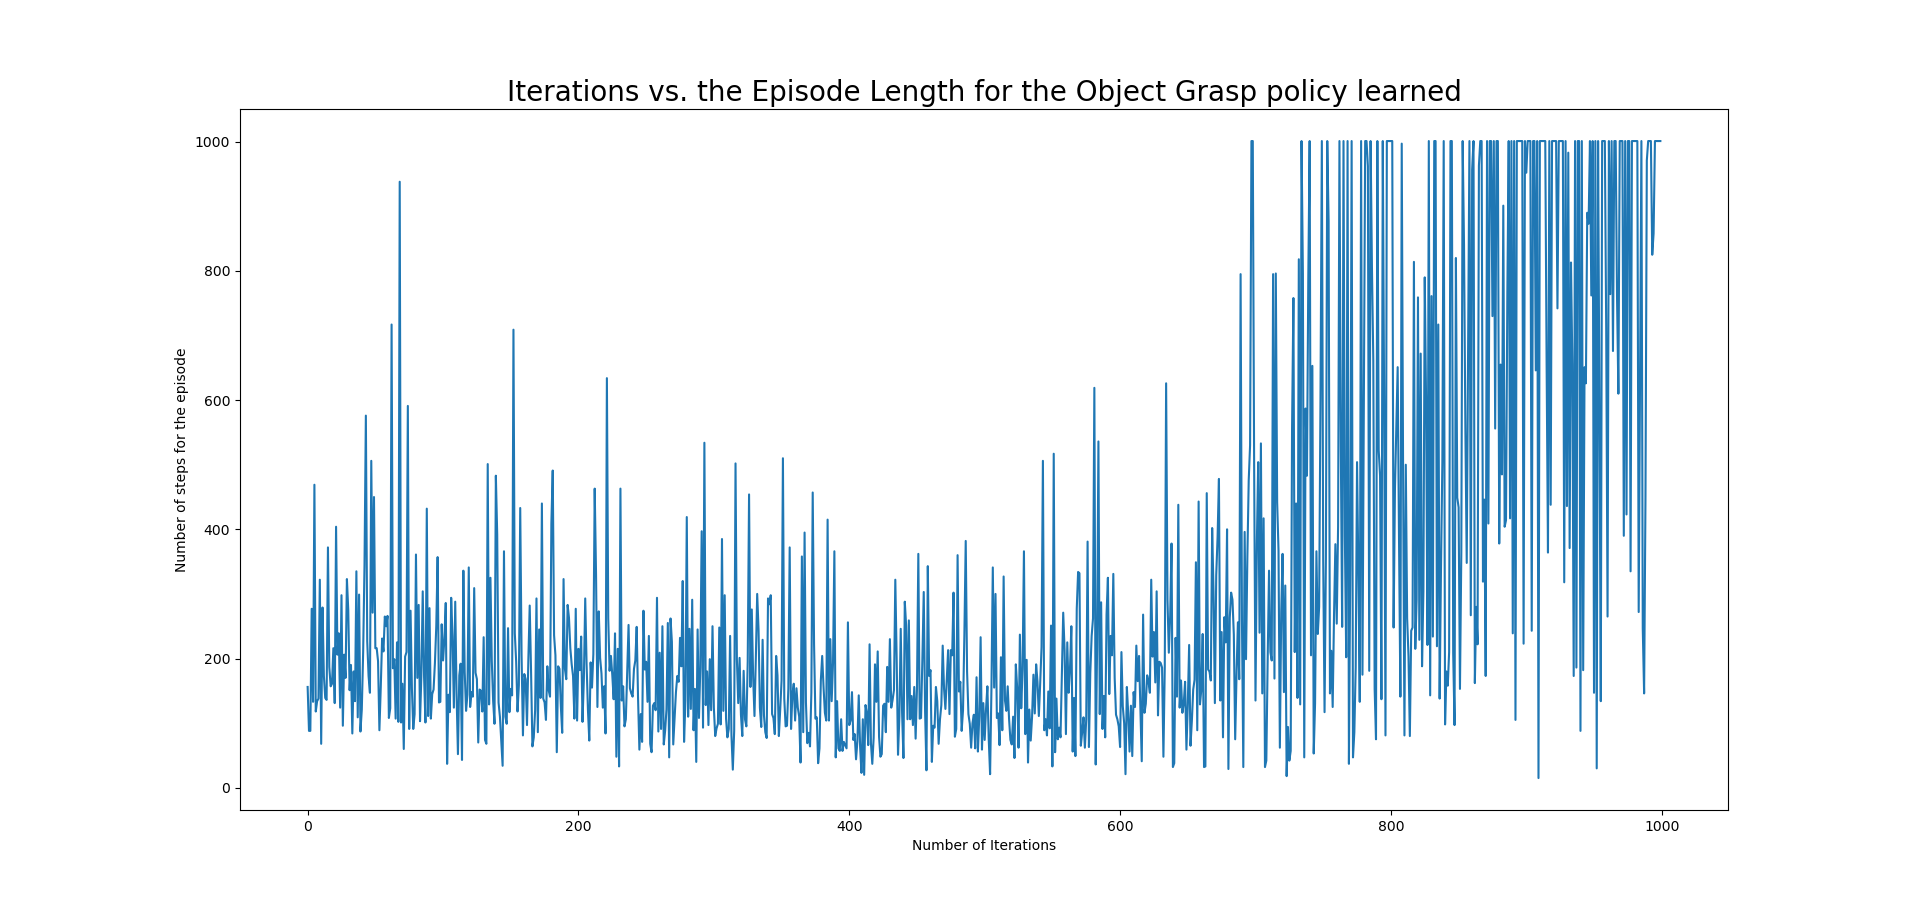 Iterations vs. the Episode Length for the Object Grasp policy learned
1000
800
600
400
200
0
Number of steps for the episode
0 200 400 600 800 1000
Number of Iterations